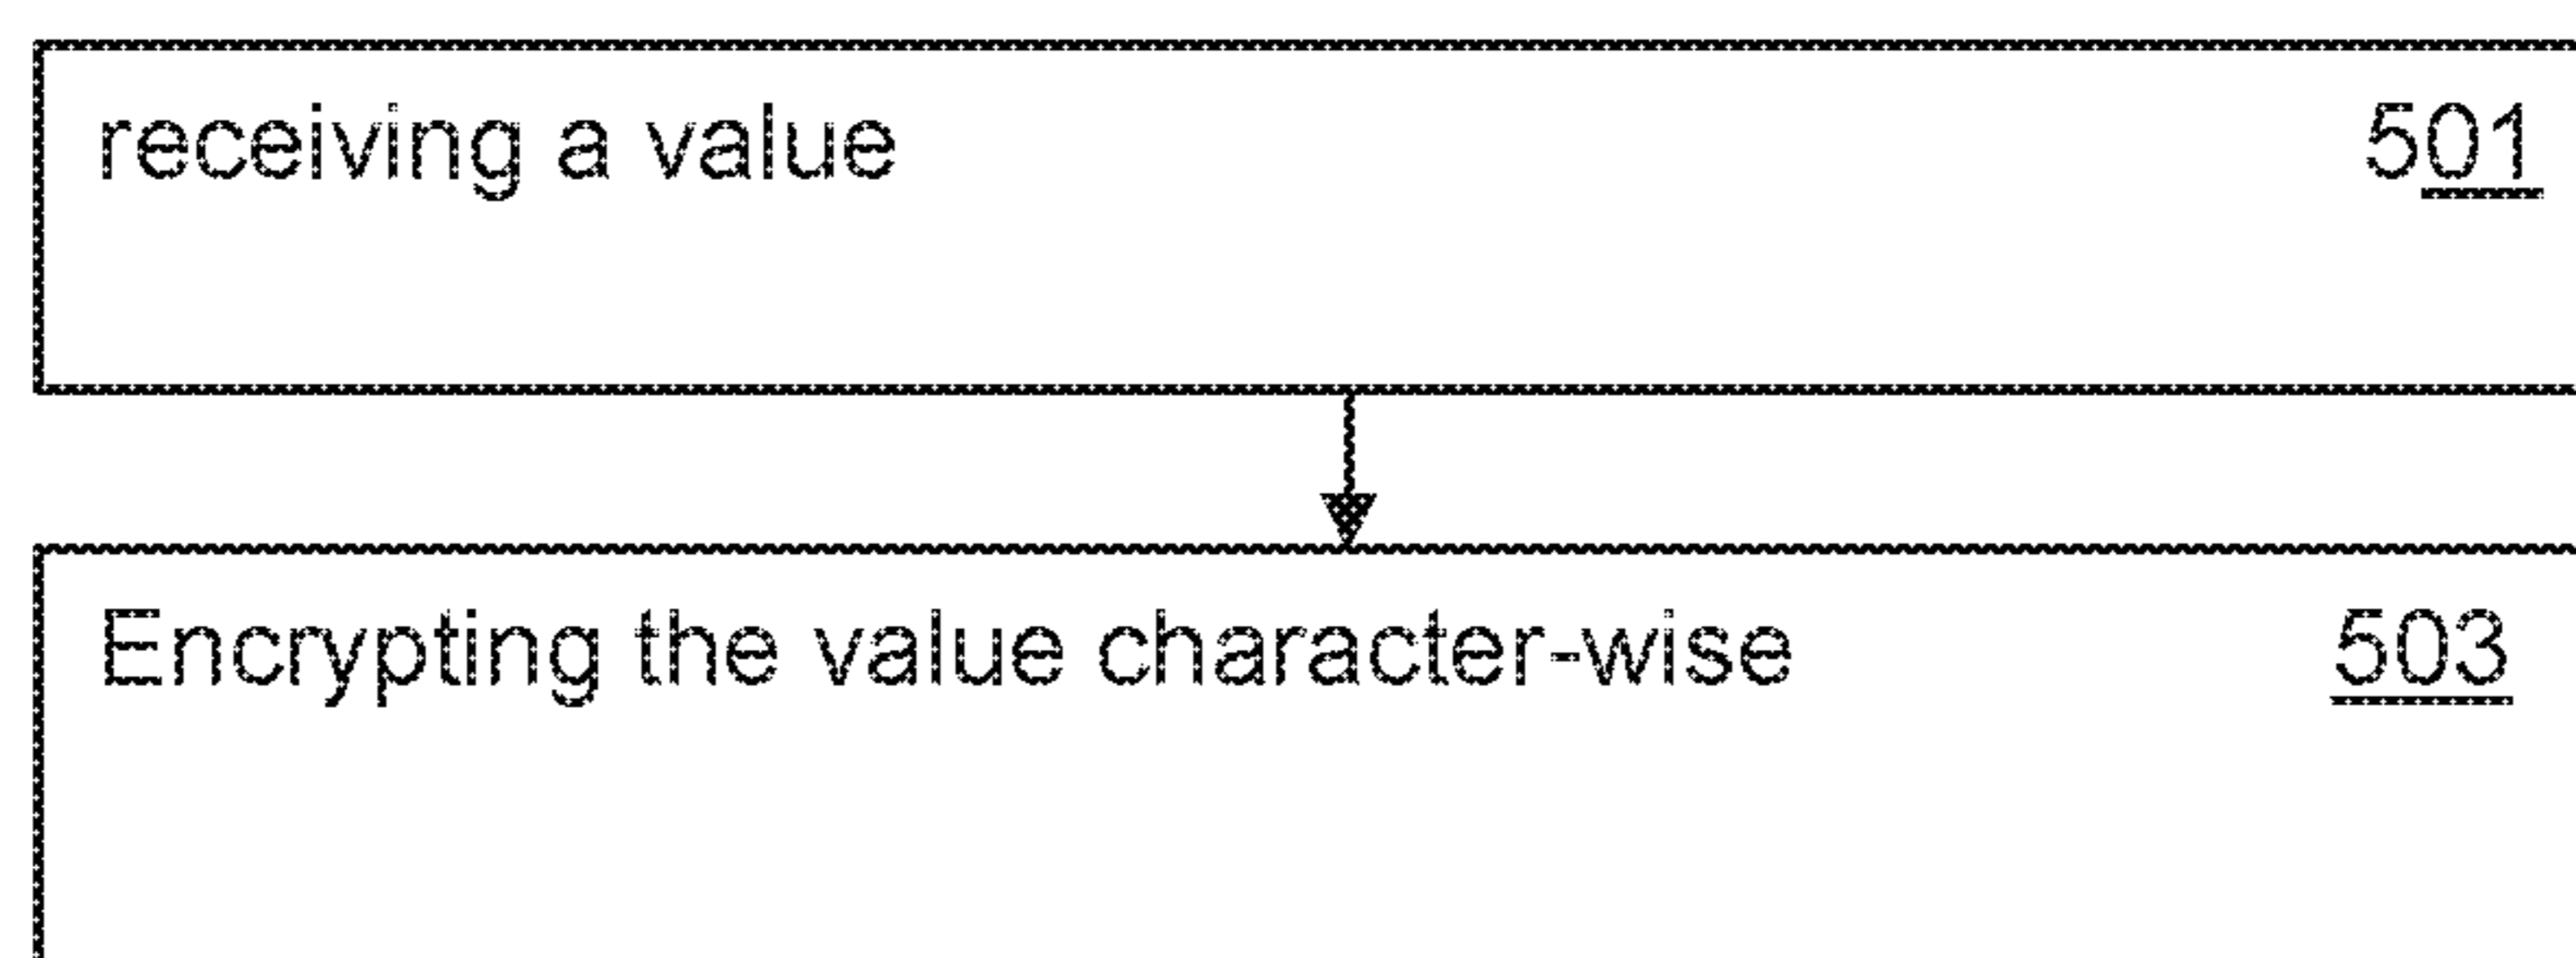 receiving a value 501
Encrypting the value character-wise 503